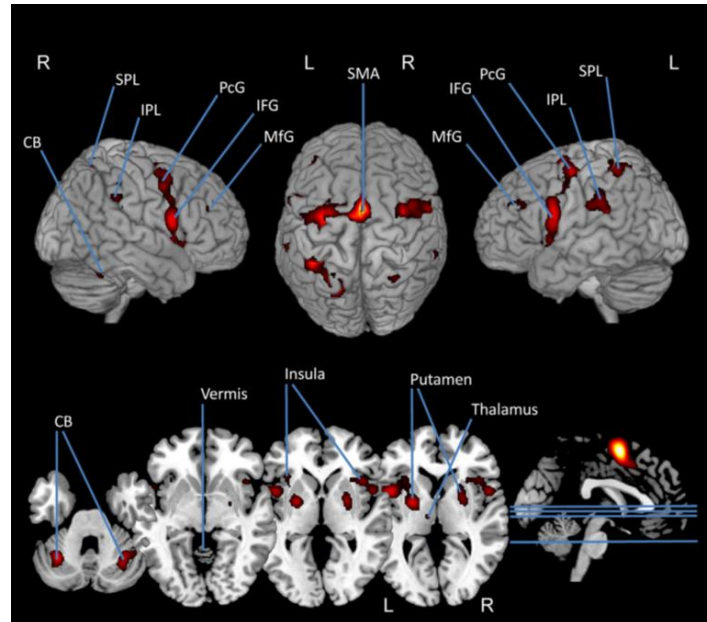 R
L
SMA
R
L
SPL
PcG
IPL
IFG
CB
MfG
PcG
SPL
IFG
IPL
MfG
Insula
Putamen
Vermis
Thalamus
CB
L
R